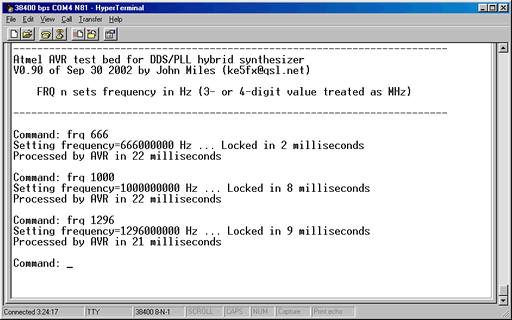 38400 bps COM4 N81 - HyperTerminal
File Edit View Call Transfer Help
--------------------------------------------------------------------
Atmel AVR test bed for DDS/PLL hybrid synthesizer
V0.90 of Sep 30 2002 by John Miles (ke5fx@qsl.net)
FRQ n sets frequency in Hz (3- or 4-digit value treated as MHz)
--------------------------------------------------------------------
Command: frq 666
Setting frequency=666000000 Hz ... Locked in 2 milliseconds
Processed by AVR in 22 milliseconds
Command: frq 1000
Setting frequency=1000000000 Hz ... Locked in 8 milliseconds
Processed by AVR in 22 milliseconds
Command: frq 1296
Setting frequency=1296000000 Hz ... Locked in 9 milliseconds
Processed by AVR in 21 milliseconds
Command: _
Connected 3:24:17 TTY 38400 8-N-1 SCROLL CAPS NUM Capture Print echo